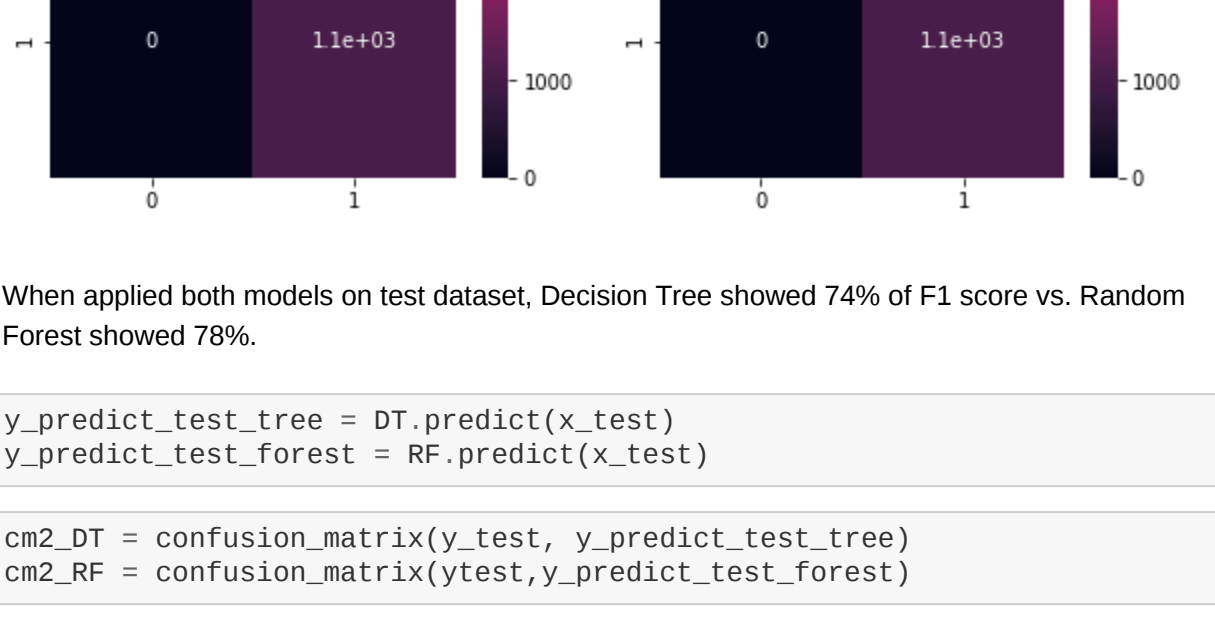 1 0 1.1e+03 1 0 1.1e+03
1000 1000
0 0
0 1 0 1
When applied both models on test dataset, Decision Tree showed 74% of F1 score vs. Random
Forest showed 78%.
y_predict_test_tree = DT.predict(x_test)
y_predict_test_forest = RF.predict(x_test)
cm2_DT = confusion_matrix(y_test, y_predict_test_tree)
cm2_RF = confusion_matrix(ytest,y_predict_test_forest)